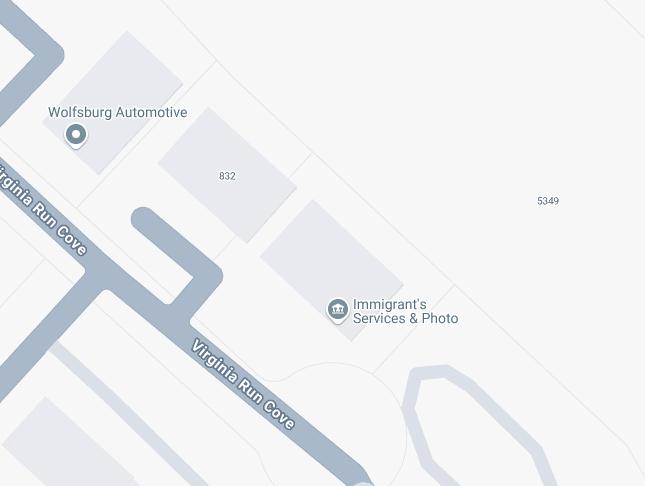 Wolfsburg Automotive
832
5349
Virginia Run Cove
Immigrant's
Services & Photo
Virginia Run Cove